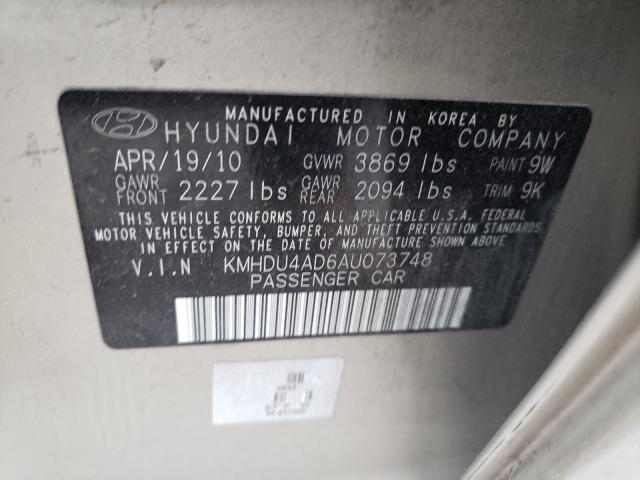 MANUFACTURED IN KOREA BY
HYUNDAI MOTOR COMPANY
APR/19/10 GVWR 3869 lbs PAINT 9W
GAWR FRONT 2227 lbs GAWR REAR 2094 lbs TRIM 9K
THIS VEHICLE CONFORMS TO ALL APPLICABLE U.S.A. FEDERAL
MOTOR VEHICLE SAFETY, BUMPER, AND THEFT PREVENTION STANDARDS
IN EFFECT ON THE DATE OF MANUFACTURE SHOWN ABOVE.
V.I.N KMHDU4AD6AU073748
PASSENGER CAR